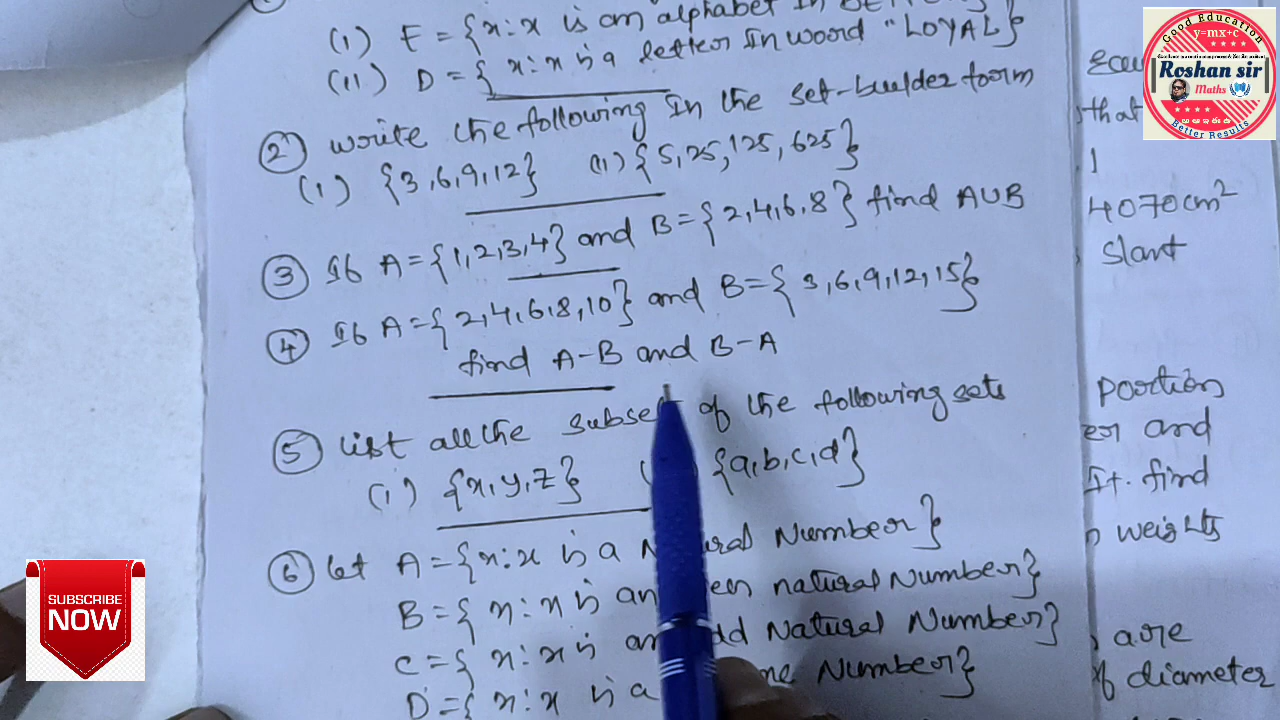 (I) F = {x:x is an alphabet in
(II) D = {x:x is a letter In word "LOYAL"}
② write the following In the set-builder form
(I) {3,6,9,12} (I) {5,25,125,625}
③ If A = {1,2,3,4} and B = {2,4,6,8} find AUB
④ If A = {2,4,6,8,10} and B = {3,6,9,12,15}
find A-B and B-A
⑤ list all the subset of the following sets
(I) {x,y,z} {a,b,c,d}
⑥ let A = {x:x is a Natural Number}
B = {x:x is an natural Number}
C = {x:x is an Natural Number}
D = {x:x is a Number}
that
4070cm²
Slant
Portion
and
It. find
weights
are
of diameter
Good Education
y=mx+c
Roshan sir
Maths
Better Results
SUBSCRIBE
NOW